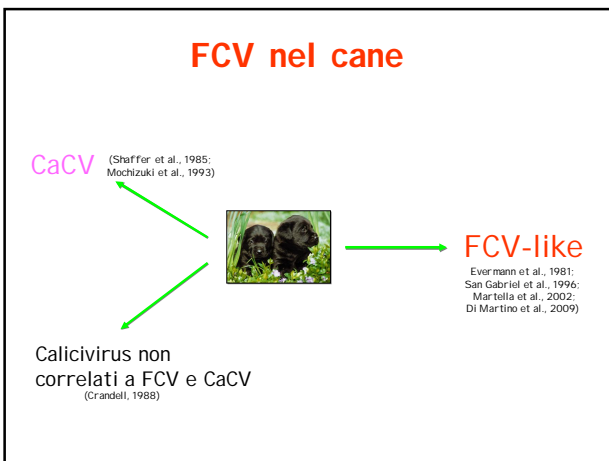 FCV nel cane
CaCV (Shaffer et al., 1985;
Mochizuki et al., 1993)
FCV-like
Evermann et al., 1981;
San Gabriel et al., 1996;
Martella et al., 2002;
Di Martino et al., 2009)
Calicivirus non
correlati a FCV e CaCV
(Crandell, 1988)